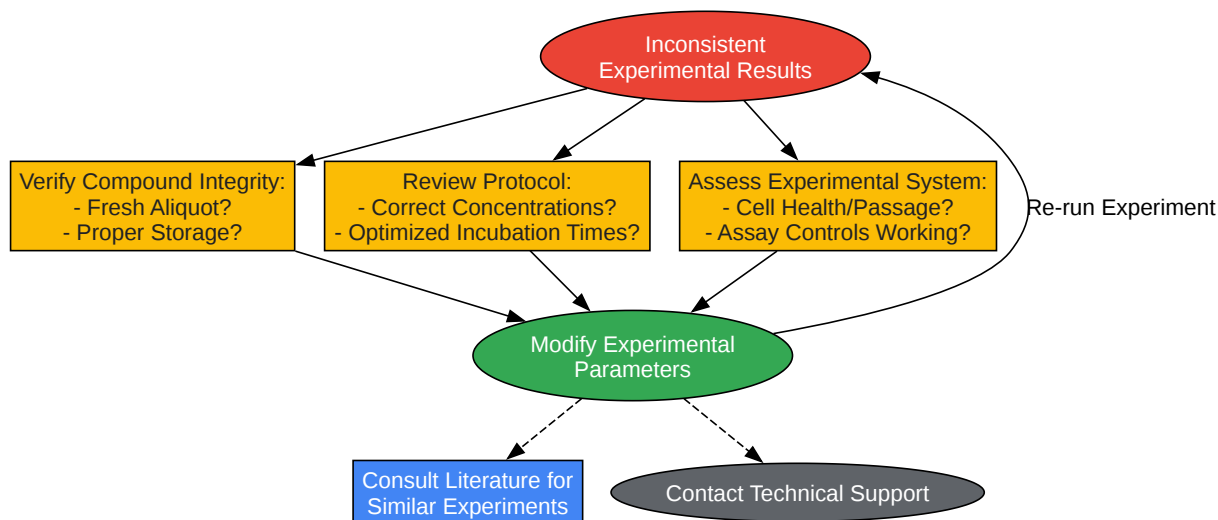 Inconsistent
Experimental Results
Verify Compound Integrity:
- Fresh Aliquot?
- Proper Storage?
Review Protocol:
- Correct Concentrations?
- Optimized Incubation Times?
Assess Experimental System:
- Cell Health/Passage?
- Assay Controls Working?
Re-run Experiment
Modify Experimental
Parameters
Consult Literature for
Similar Experiments
Contact Technical Support